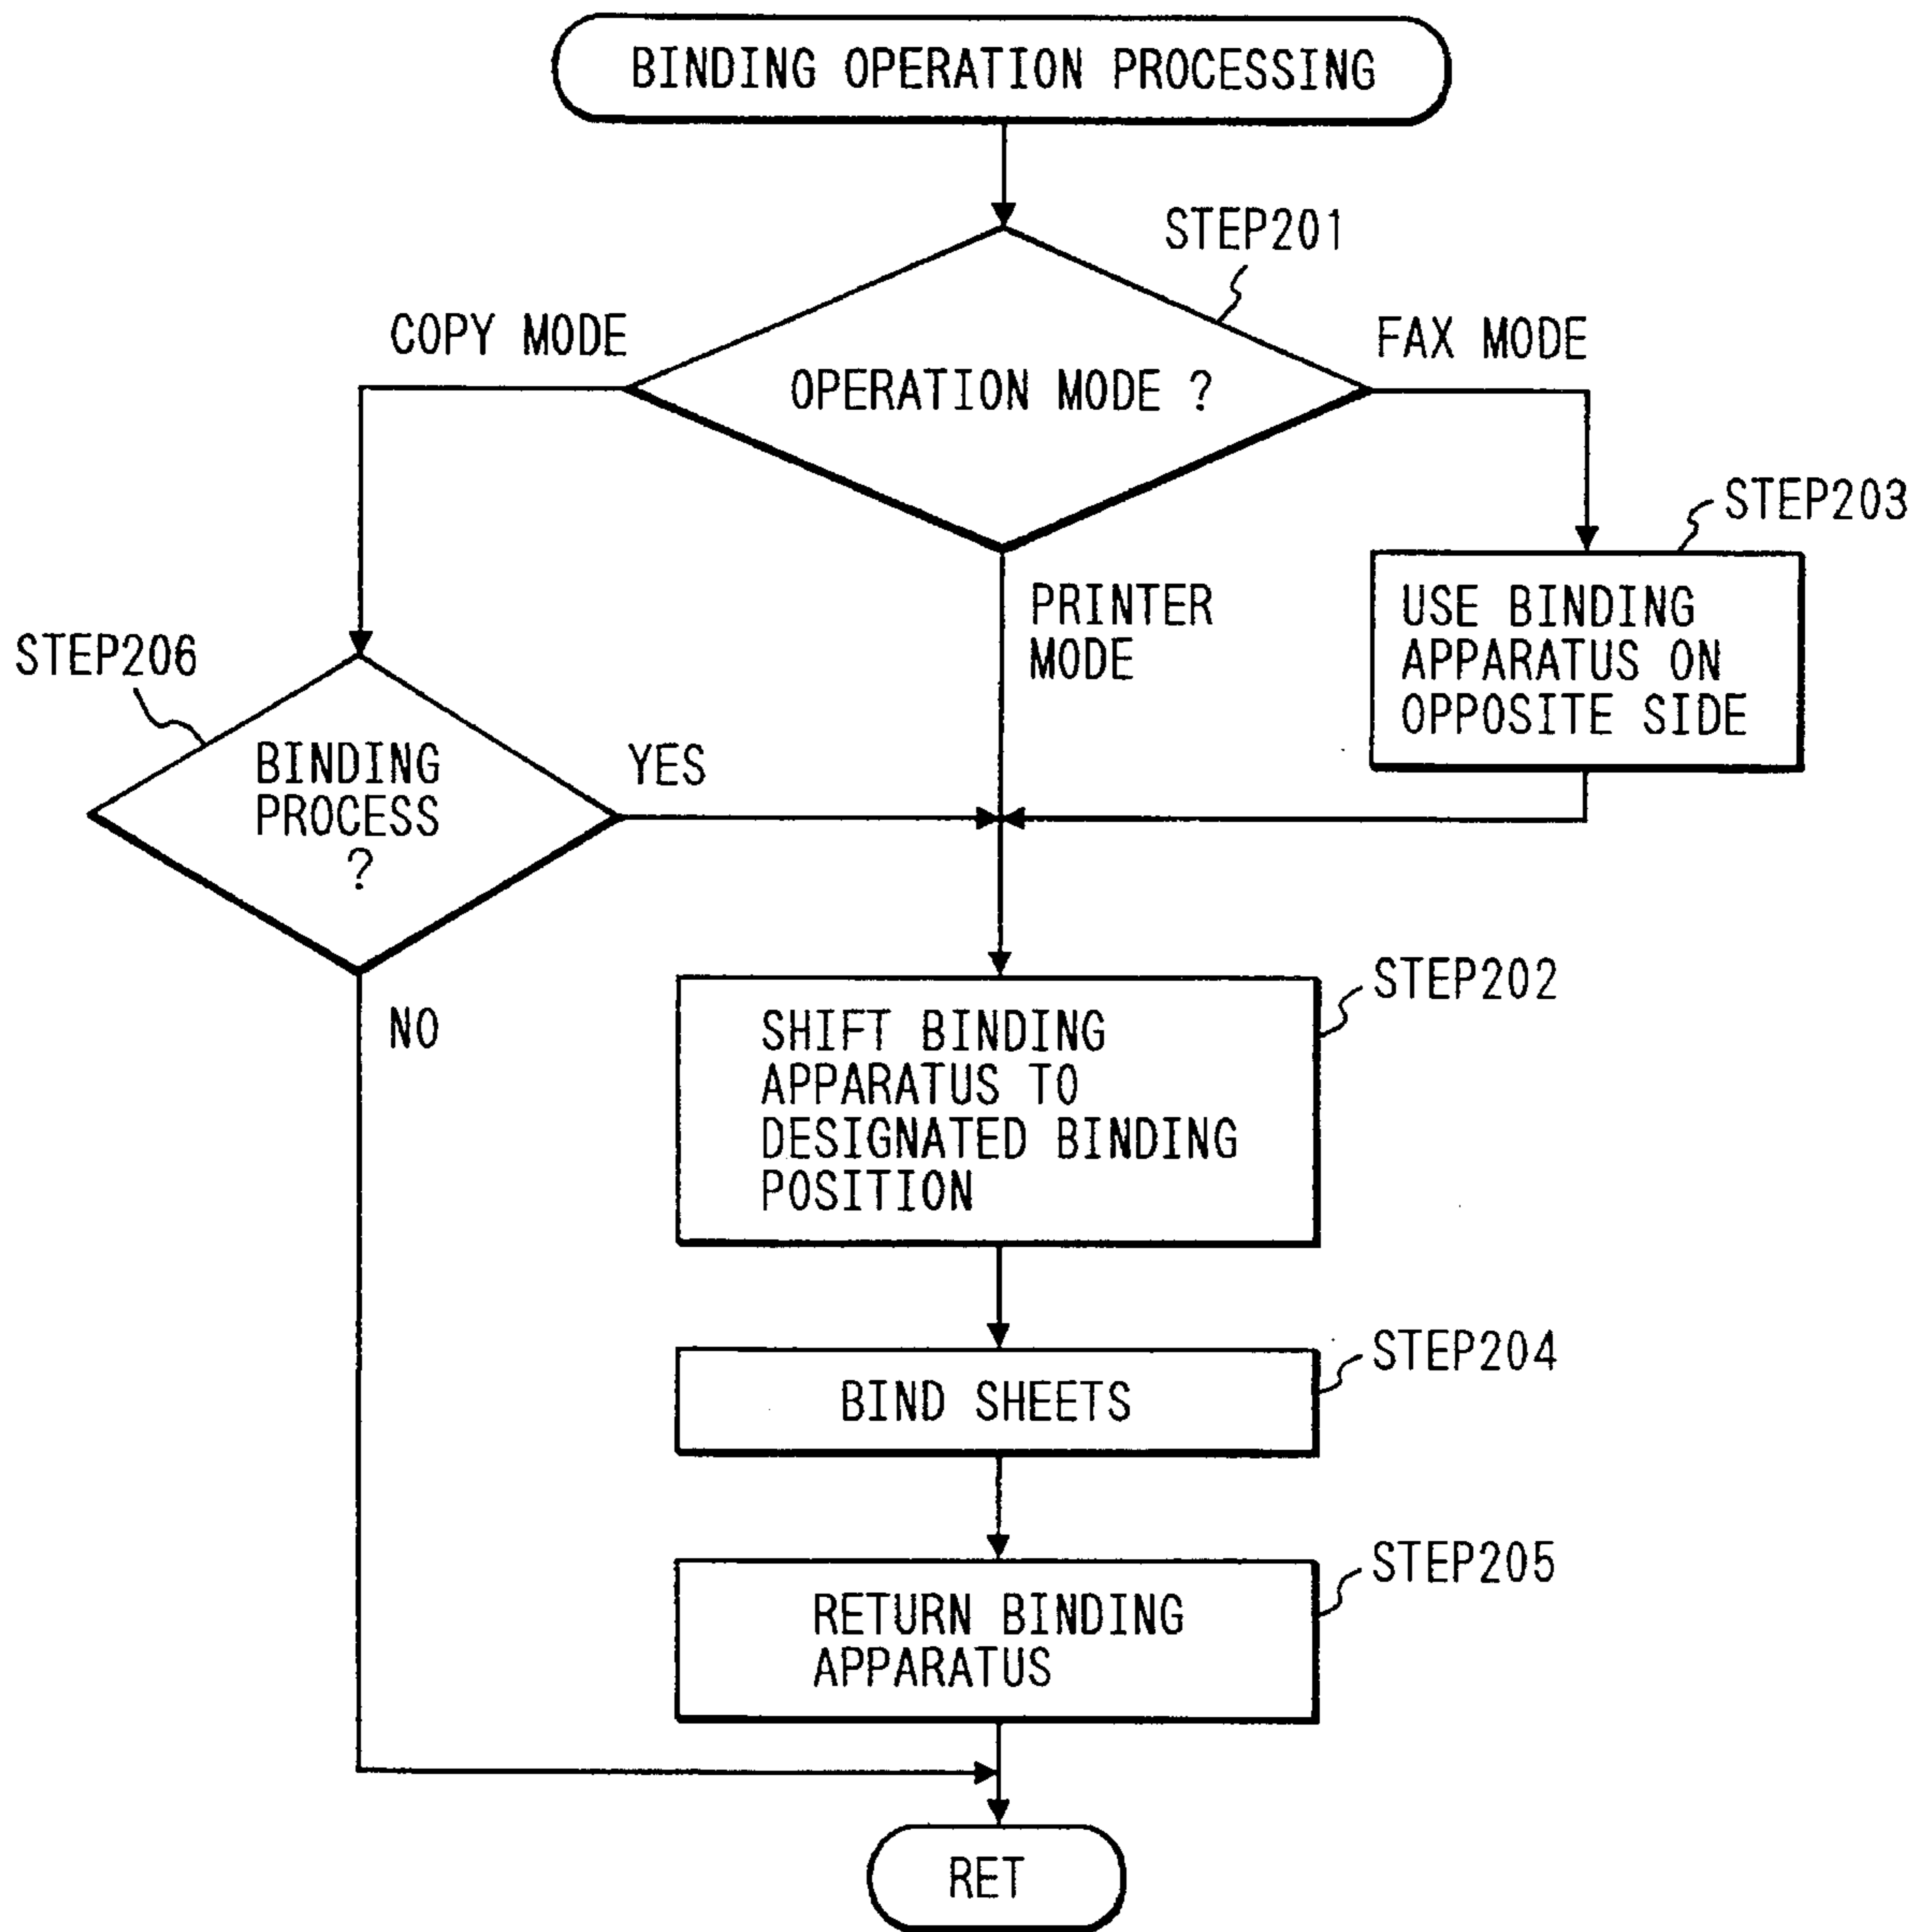 BINDING OPERATION PROCESSING
STEP201
COPY MODE
FAX MODE
OPERATION MODE ?
STEP203
PRINTER
MODE
USE BINDING
APPARATUS ON
OPPOSITE SIDE
STEP206
BINDING
PROCESS
?
YES
NO
STEP202
SHIFT BINDING
APPARATUS TO
DESIGNATED BINDING
POSITION
STEP204
BIND SHEETS
STEP205
RETURN BINDING
APPARATUS
RET